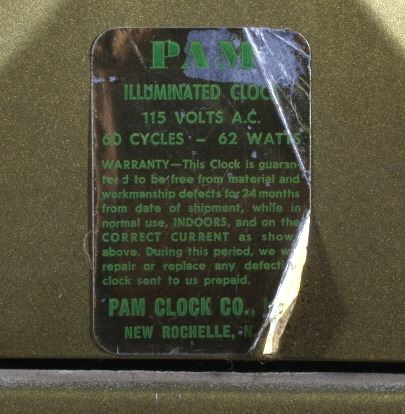 PAM
ILLUMINATED CLOC
115 VOLTS A.C.
60 CYCLES - 62 WATTS
WARRANTY—This Clock is guaran-
teed to be free from material and
workmanship defects for 24 months
from date of shipment, while in
normal use, INDOORS, and on the
CORRECT CURRENT as show
above. During this period, we w
repair or replace any defecti
clock sent to us prepaid.
PAM CLOCK CO.,
NEW ROCHELLE, N.